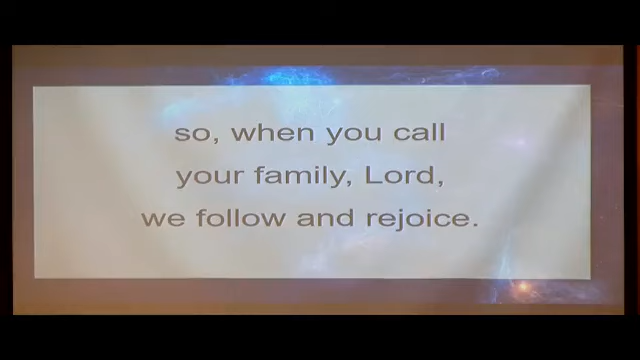 so, when you call
your family, Lord,
we follow and rejoice.